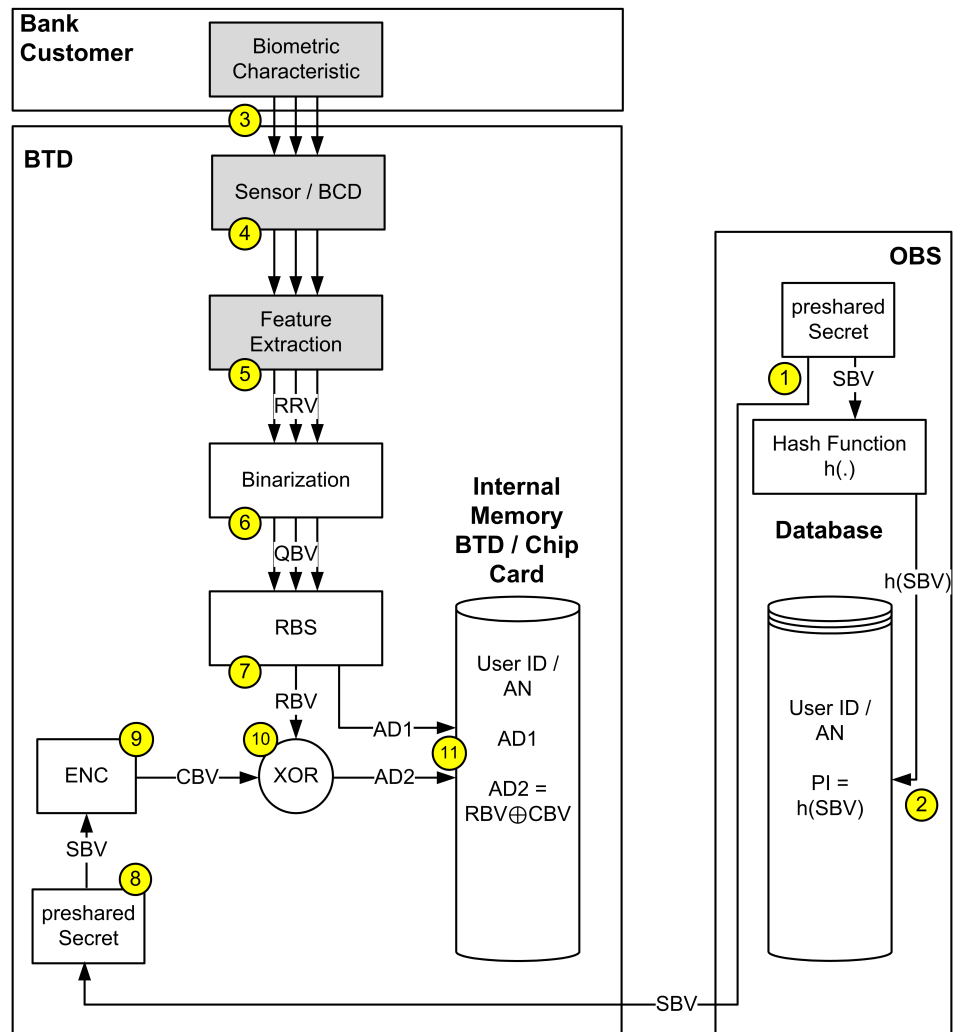 Bank
Customer
Biometric
Characteristic
3
BTD
Sensor / BCD
4
Feature
Extraction
5
RRV
Binarization
6
QBV
RBS
7
RBV
AD1
10
XOR
9
ENC
CBV
AD2
SBV
8
preshared
Secret
Internal
Memory
BTD / Chip
Card
User ID /
AN
AD1
11
AD2 =
RBV⊕CBV
SBV
OBS
preshared
Secret
1
SBV
Hash Function
h(.)
Database
h(SBV)
User ID /
AN
PI =
h(SBV)
2